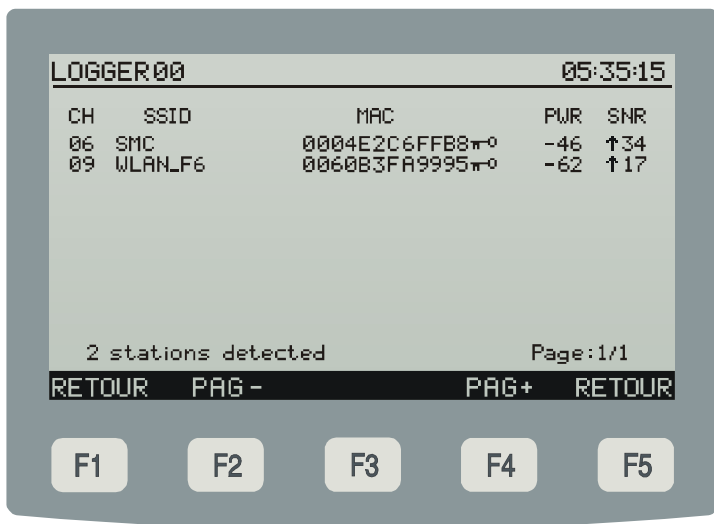 LOGGER00 05:35:15
CH SSID MAC PWR SNR
06 SMC 0004E2C6FFB8 -46 ↑34
09 WLAN_F6 0060B3FA9995 -62 ↑17
2 stations detected Page:1/1
RETOUR PAG- PAG+ RETOUR
F1 F2 F3 F4 F5